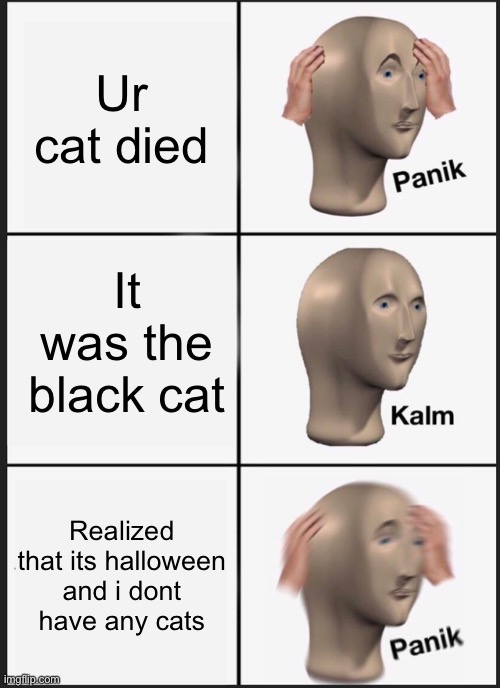 Ur
cat died
Panik
It
was the
black cat
Kalm
Realized
that its halloween
and i dont
have any cats
Panik
imgflip.com